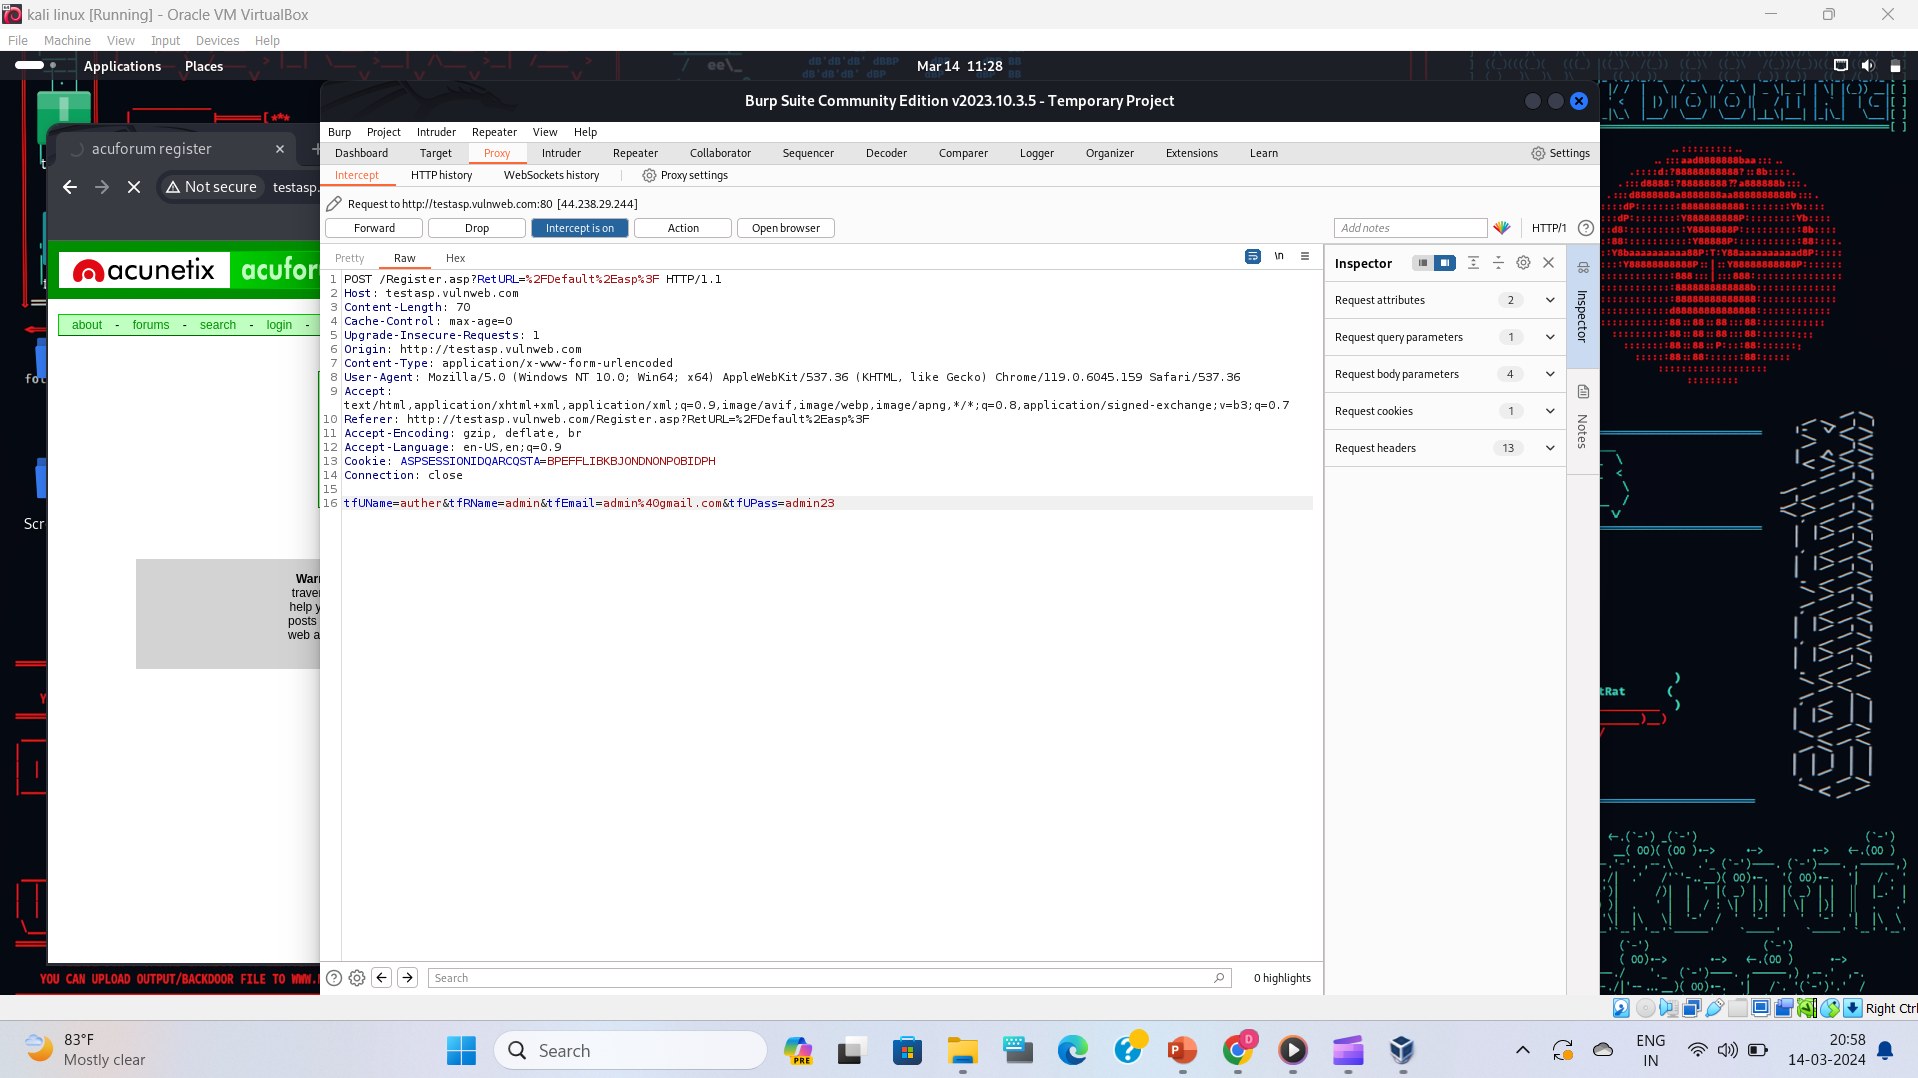 kali linux [Running] - Oracle VM VirtualBox
File Machine View Input Devices Help
Applications Places Mar 14 11:28
Burp Suite Community Edition v2023.10.3.5 - Temporary Project
Burp Project Intruder Repeater View Help
Dashboard Target Proxy Intruder Repeater Collaborator Sequencer Decoder Comparer Logger Organizer Extensions Learn Settings
Intercept HTTP history WebSockets history Proxy settings
Request to http://testasp.vulnweb.com:80 [44.238.29.244]
Forward Drop Intercept is on Action Open browser Add notes HTTP/1
Pretty Raw Hex \n
1 POST /Register.asp?RetURL=%2FDefault%2Easp%3F HTTP/1.1
2 Host: testasp.vulnweb.com
3 Content-Length: 70
4 Cache-Control: max-age=0
5 Upgrade-Insecure-Requests: 1
6 Origin: http://testasp.vulnweb.com
7 Content-Type: application/x-www-form-urlencoded
8 User-Agent: Mozilla/5.0 (Windows NT 10.0; Win64; x64) AppleWebKit/537.36 (KHTML, like Gecko) Chrome/119.0.6045.159 Safari/537.36
9 Accept:
text/html,application/xhtml+xml,application/xml;q=0.9,image/avif,image/webp,image/apng,*/*;q=0.8,application/signed-exchange;v=b3;q=0.7
10 Referer: http://testasp.vulnweb.com/Register.asp?RetURL=%2FDefault%2Easp%3F
11 Accept-Encoding: gzip, deflate, br
12 Accept-Language: en-US,en;q=0.9
13 Cookie: ASPSESSIONIDQARCQSTA=BPEFFLIBKBJONDNONPOBIDPH
14 Connection: close
15
16 tfUName=auther&tfRName=admin&tfEmail=admin%40gmail.com&tfUPass=admin23
Search 0 highlights
Inspector
Request attributes 2
Request query parameters 1
Request body parameters 4
Request cookies 1
Request headers 13
Inspector
Notes
acuforum register
Not secure testasp.
acunetix acufor
about - forums - search - login -
Scr
Warr
traver
help y
posts
web a
YOU CAN UPLOAD OUTPUT/BACKDOOR FILE TO WWW.
tRat
Right Ctrl
83°F
Mostly clear
Search
PRE
D
ENG
IN
20:58
14-03-2024